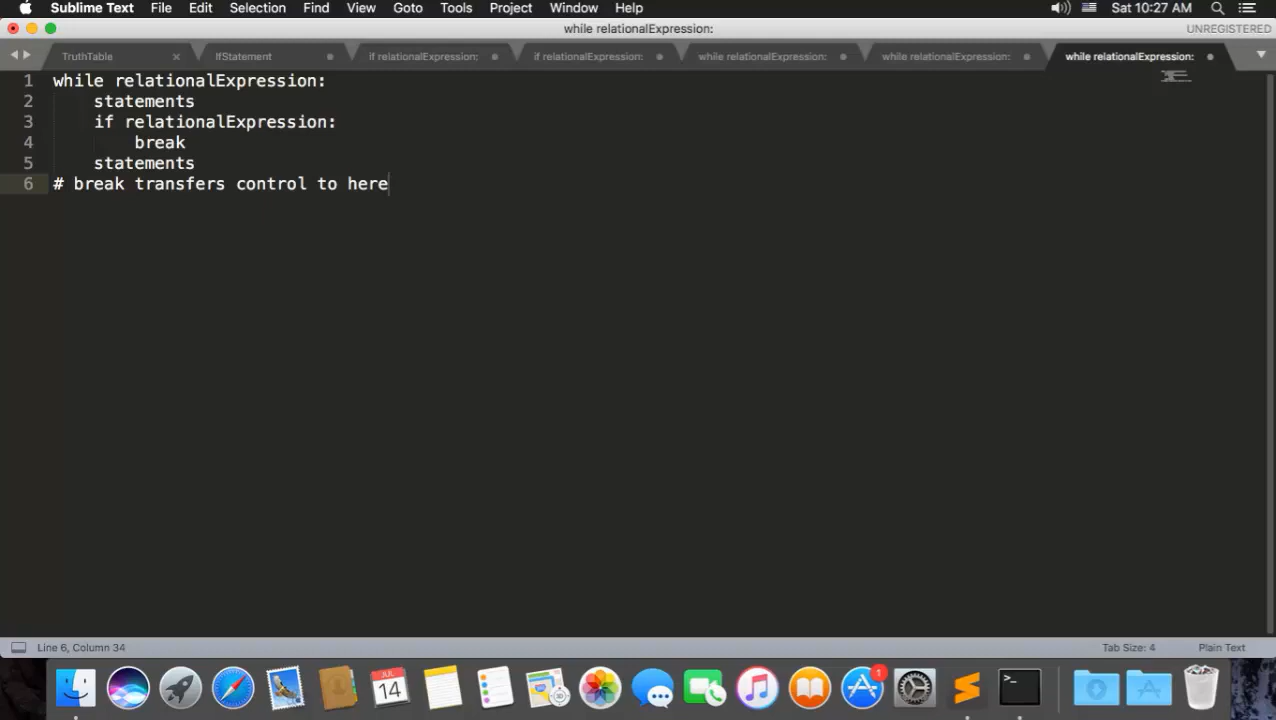 Sublime Text File Edit Selection Find View Goto Tools Project Window Help Sat 10:27 AM
while relationalExpression: UNREGISTERED
TruthTable IfStatement if relationalExpression: if relationalExpression: while relationalExpression: while relationalExpression: while relationalExpression:
1 while relationalExpression:
2 statements
3 if relationalExpression:
4 break
5 statements
6 # break transfers control to here
Line 6, Column 34 Tab Size: 4 Plain Text
JUL
14
3D
1
>_